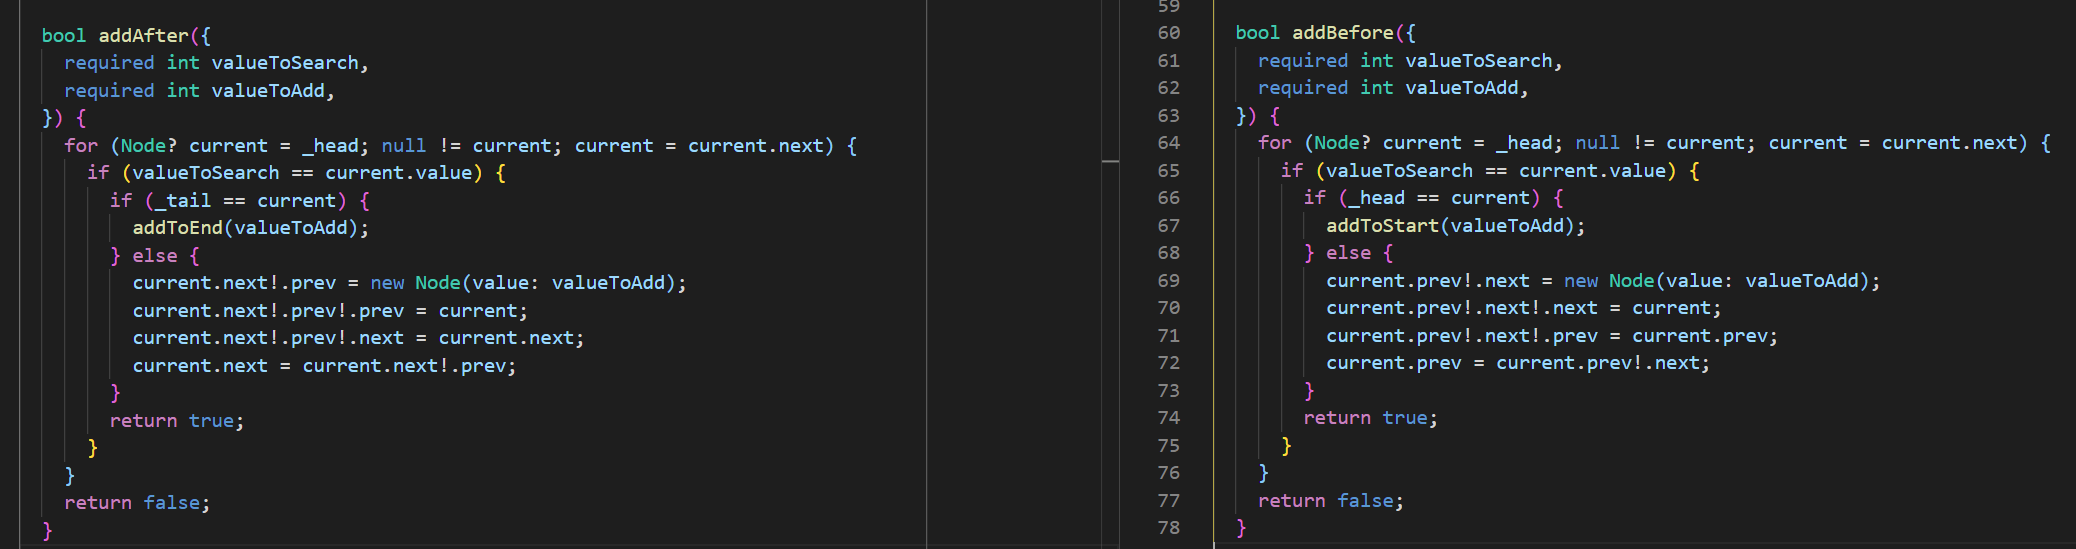 bool addAfter({
  required int valueToSearch,
  required int valueToAdd,
}) {
  for (Node? current = _head; null != current; current = current.next) {
    if (valueToSearch == current.value) {
      if (_tail == current) {
        addToEnd(valueToAdd);
      } else {
        current.next!.prev = new Node(value: valueToAdd);
        current.next!.prev!.prev = current;
        current.next!.prev!.next = current.next;
        current.next = current.next!.prev;
      }
      return true;
    }
  }
  return false;
}
59
60 bool addBefore({
61   required int valueToSearch,
62   required int valueToAdd,
63 }) {
64   for (Node? current = _head; null != current; current = current.next) {
65     if (valueToSearch == current.value) {
66       if (_head == current) {
67         addToStart(valueToAdd);
68       } else {
69         current.prev!.next = new Node(value: valueToAdd);
70         current.prev!.next!.next = current;
71         current.prev!.next!.prev = current.prev;
72         current.prev = current.prev!.next;
73       }
74       return true;
75     }
76   }
77   return false;
78 }